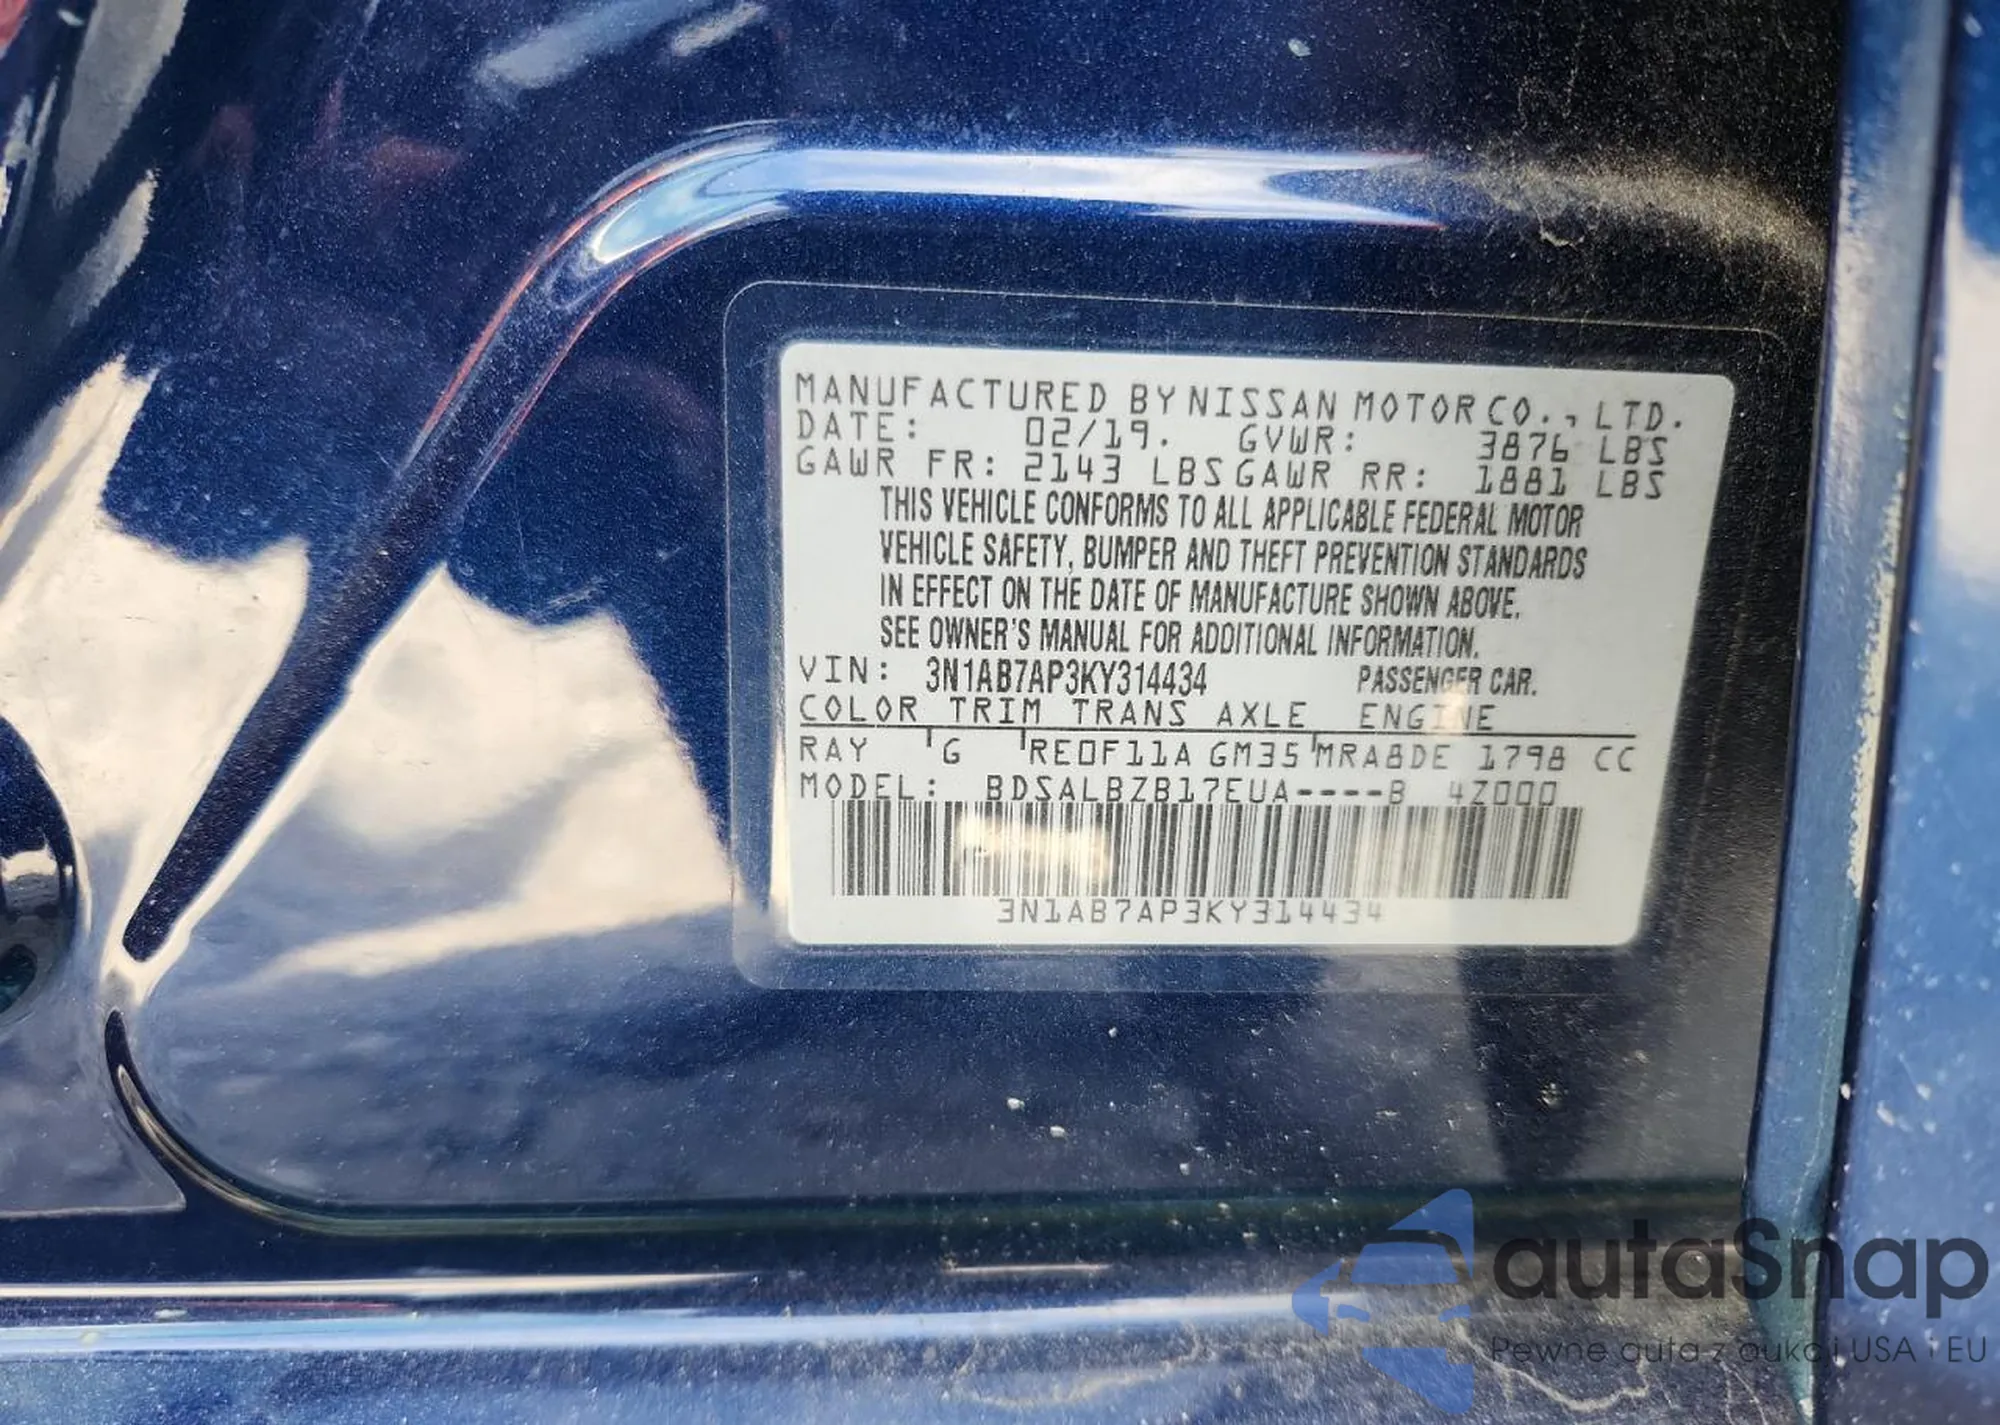 MANUFACTURED BY NISSAN MOTOR CO., LTD.
DATE: 02/19. GVWR: 3876 LBS
GAWR FR: 2143 LBS GAWR RR: 1881 LBS
THIS VEHICLE CONFORMS TO ALL APPLICABLE FEDERAL MOTOR
VEHICLE SAFETY, BUMPER AND THEFT PREVENTION STANDARDS
IN EFFECT ON THE DATE OF MANUFACTURE SHOWN ABOVE.
SEE OWNER'S MANUAL FOR ADDITIONAL INFORMATION.
VIN: 3N1AB7AP3KY314434 PASSENGER CAR.
COLOR TRIM TRANS AXLE ENGINE
RAY G RE0F11A GM35 MRA8DE 1798 CC
MODEL: BDSALBZB17EUA----B 4Z000
3N1AB7AP3KY314434
autaSnap
Pewne auta z aukcji USA i EU